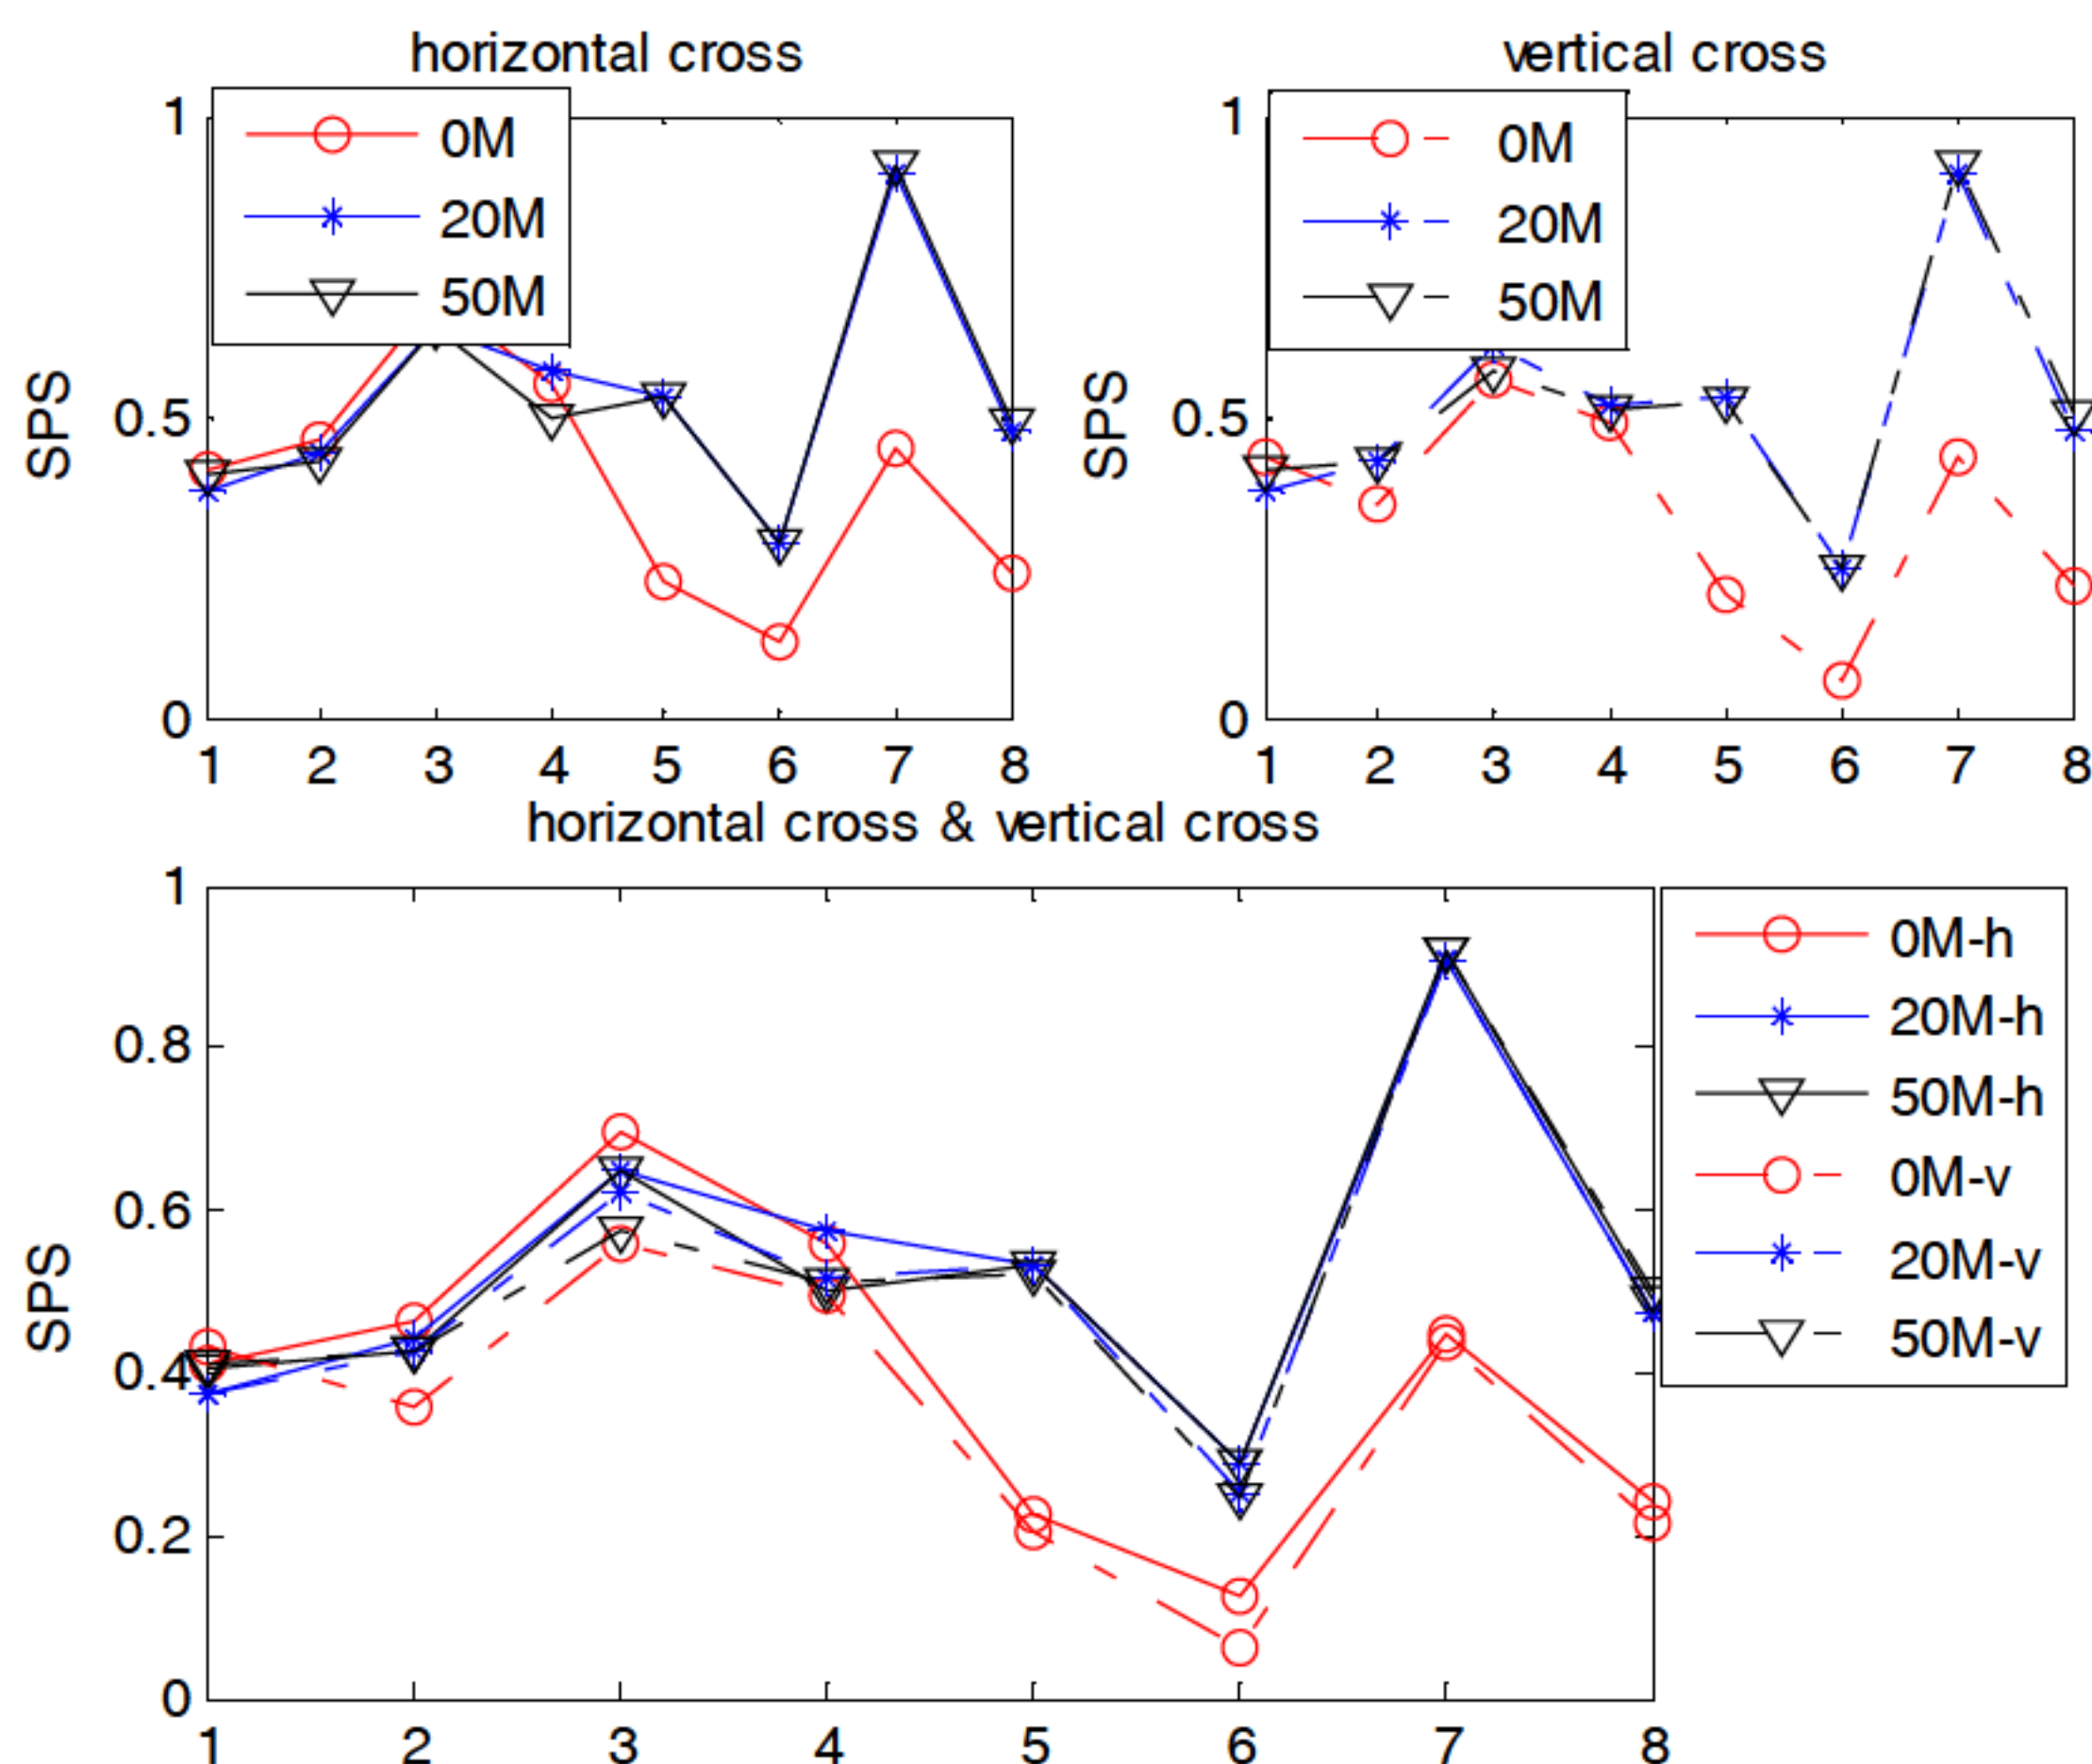 horizontal cross
1
0.5
0
SPS
0M
20M
50M
1 2 3 4 5 6 7 8
vertical cross
1
0.5
0
SPS
0M
20M
50M
1 2 3 4 5 6 7 8
horizontal cross & vertical cross
1
0.8
0.6
0.4
0.2
0
SPS
0M-h
20M-h
50M-h
0M-v
20M-v
50M-v
1 2 3 4 5 6 7 8